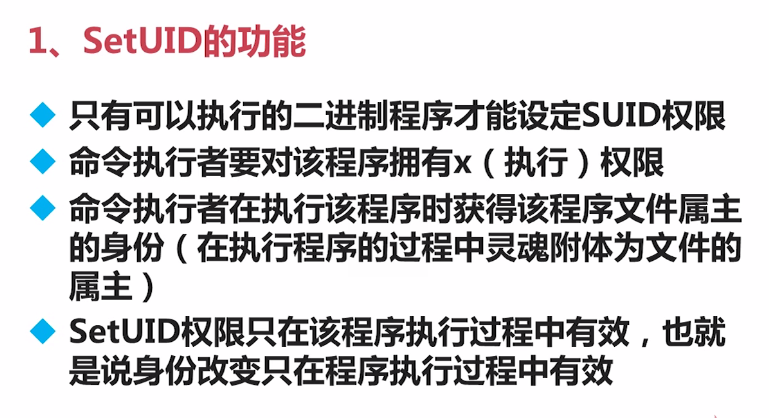 1、SetUID的功能
只有可以执行的二进制程序才能设定SUID权限
命令执行者要对该程序拥有x（执行）权限
命令执行者在执行该程序时获得该程序文件属主
的身份（在执行程序的过程中灵魂附体为文件的
属主）
SetUID权限只在该程序执行过程中有效，也就
是说身份改变只在程序执行过程中有效